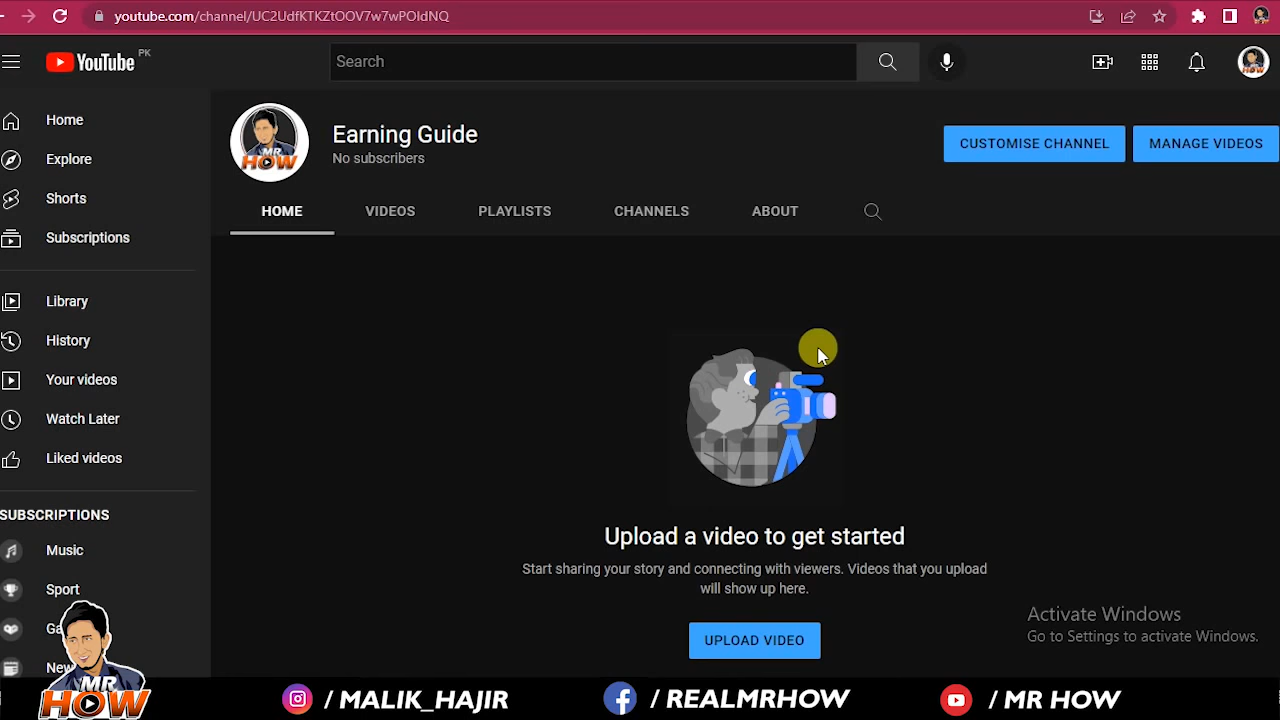 youtube.com/channel/UC2UdfKTKZtOOV7w7wPOIdNQ
YouTube PK
Search
Earning Guide
No subscribers
CUSTOMISE CHANNEL
MANAGE VIDEOS
HOME
VIDEOS
PLAYLISTS
CHANNELS
ABOUT
Home
Explore
Shorts
Subscriptions
Library
History
Your videos
Watch Later
Liked videos
SUBSCRIPTIONS
Music
Sport
MR
HOW
Upload a video to get started
Start sharing your story and connecting with viewers. Videos that you upload
will show up here.
UPLOAD VIDEO
Activate Windows
Go to Settings to activate Windows.
MR
HOW
/ MALIK_HAJIR
/ REALMRHOW
/ MR HOW